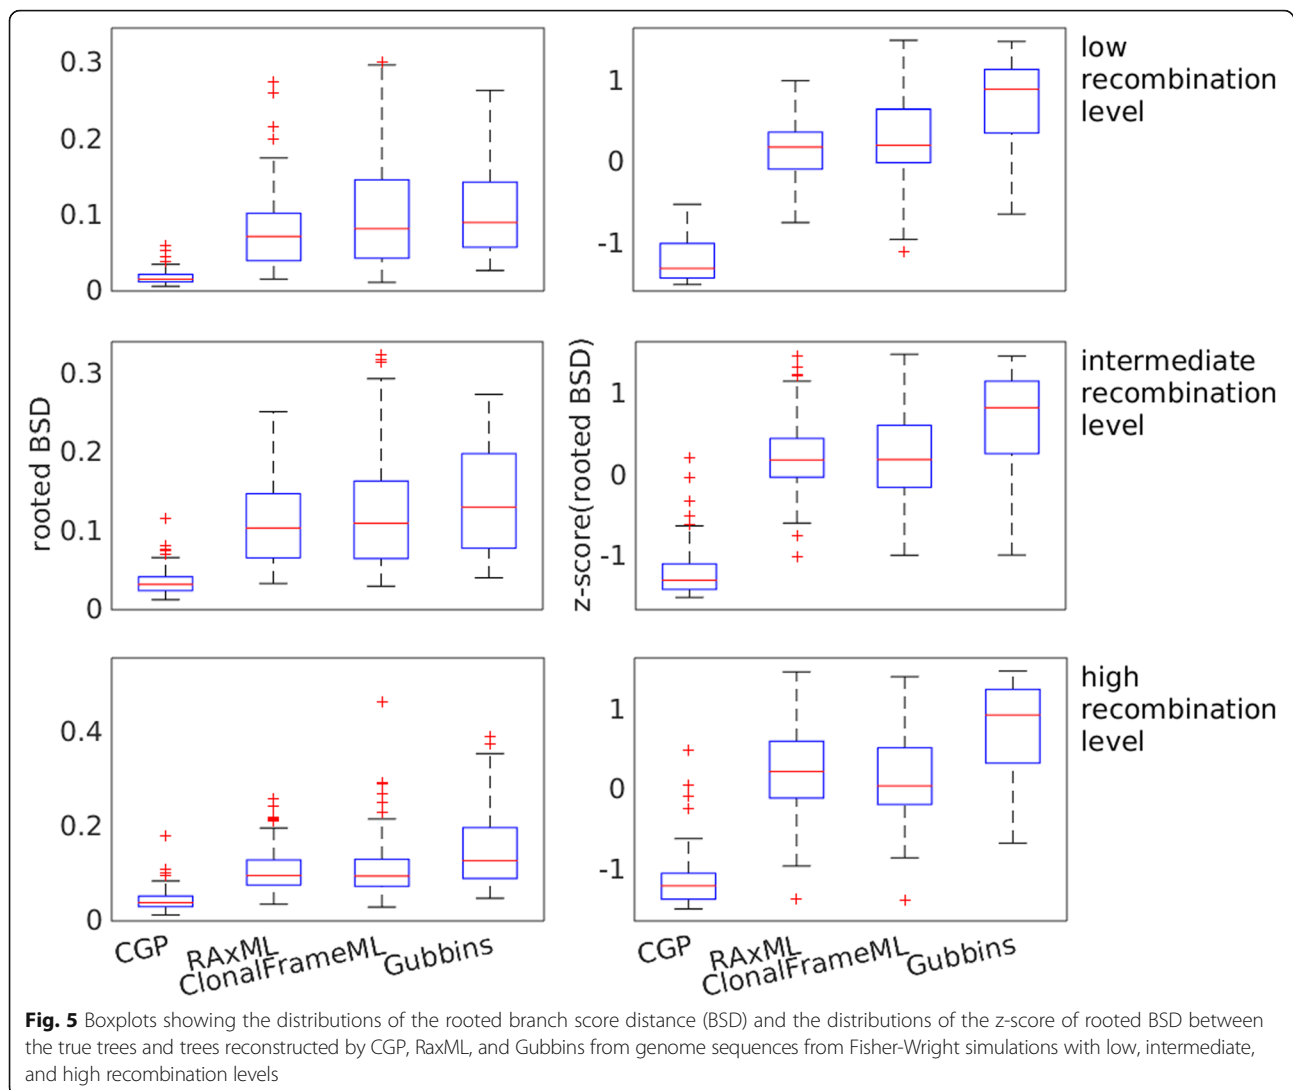 0.3
0.2
0.1
0
1
0
-1
low
recombination
level
rooted BSD
0.3
0.2
0.1
0
z-score(rooted BSD)
1
0
-1
intermediate
recombination
level
0.4
0.2
0
1
0
-1
high
recombination
level
CGP
RAxML
ClonalFrameML
Gubbins
CGP
RAxML
ClonalFrameML
Gubbins
Fig. 5 Boxplots showing the distributions of the rooted branch score distance (BSD) and the distributions of the z-score of rooted BSD between
the true trees and trees reconstructed by CGP, RaxML, and Gubbins from genome sequences from Fisher-Wright simulations with low, intermediate,
and high recombination levels